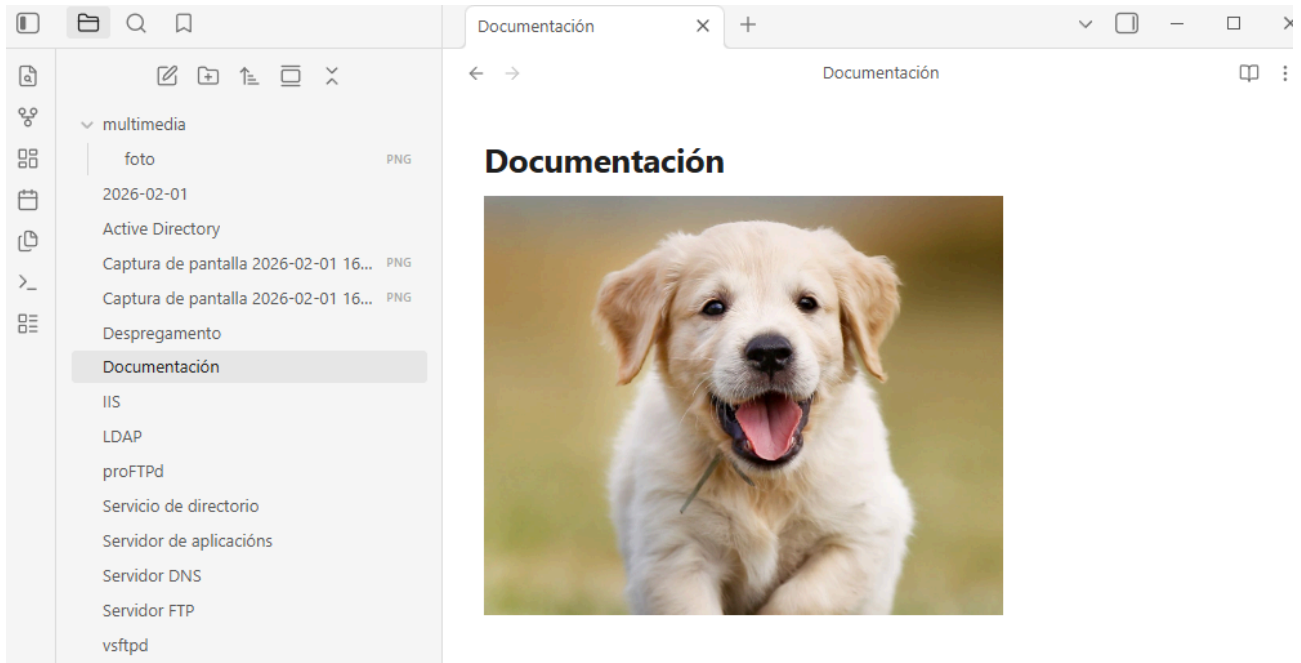 Documentación
Documentación
multimedia
foto PNG
2026-02-01
Active Directory
Captura de pantalla 2026-02-01 16... PNG
Captura de pantalla 2026-02-01 16... PNG
Despregamento
Documentación
IIS
LDAP
proFTPd
Servicio de directorio
Servidor de aplicacións
Servidor DNS
Servidor FTP
vsftpd
Documentación